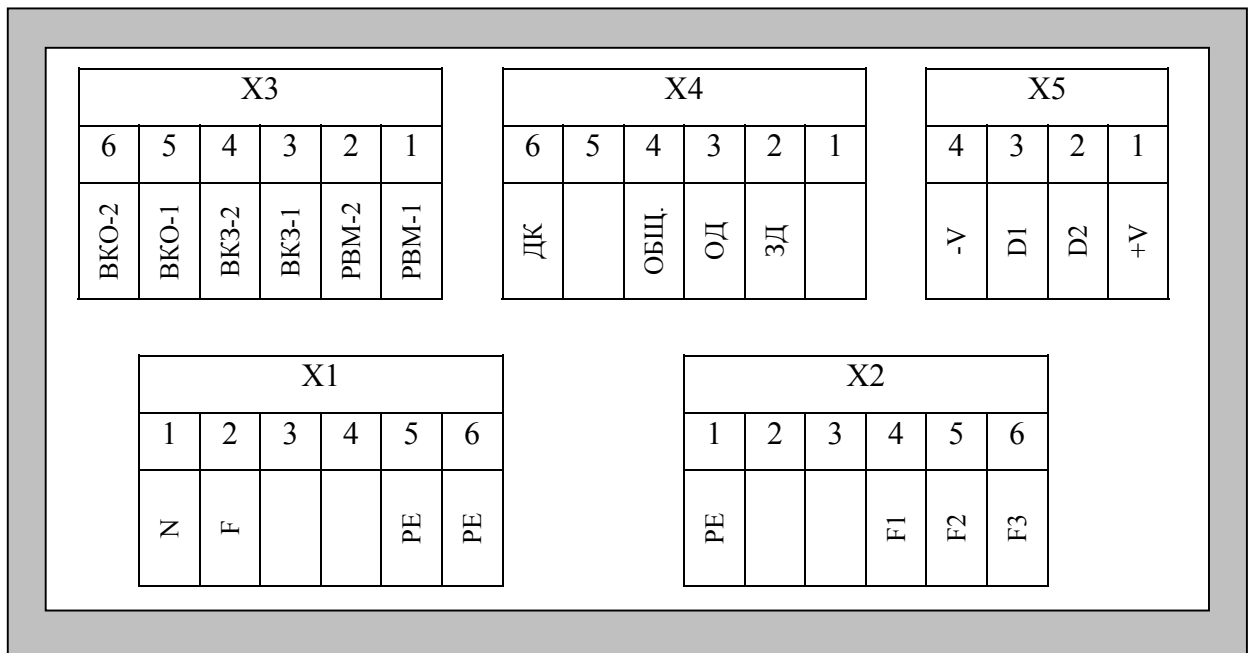 X3 X4 X5
6 5 4 3 2 1 6 5 4 3 2 1 4 3 2 1
ВКО-2 ВКО-1 ВКЗ-2 ВКЗ-1 РВМ-2 РВМ-1 ДК ОБЩ. ОД ЗД -V D1 D2 +V
X1 X2
1 2 3 4 5 6 1 2 3 4 5 6
N F PE PE PE F1 F2 F3